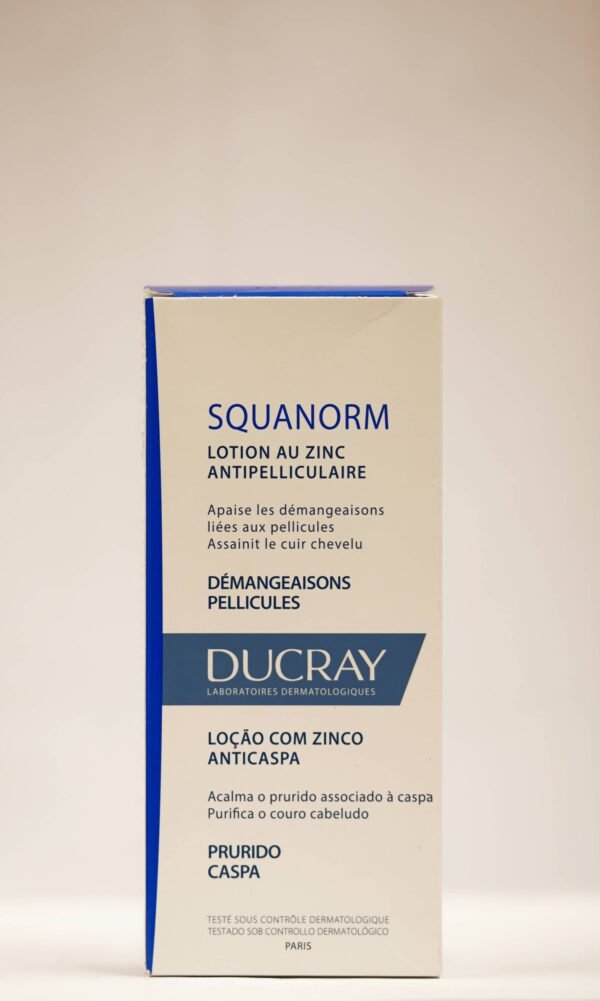 SQUANORM
LOTION AU ZINC
ANTIPELLICULAIRE
Apaise les démangeaisons
liées aux pellicules
Assainit le cuir chevelu
DÉMANGEAISONS
PELLICULES
DUCRAY
LABORATOIRES DERMATOLOGIQUES
LOÇÃO COM ZINCO
ANTICASPA
Acalma o prurido associado à caspa
Purifica o couro cabeludo
PRURIDO
CASPA
TESTÉ SOUS CONTRÔLE DERMATOLOGIQUE
TESTADO SOB CONTROLLO DERMATOLÓGICO
PARIS